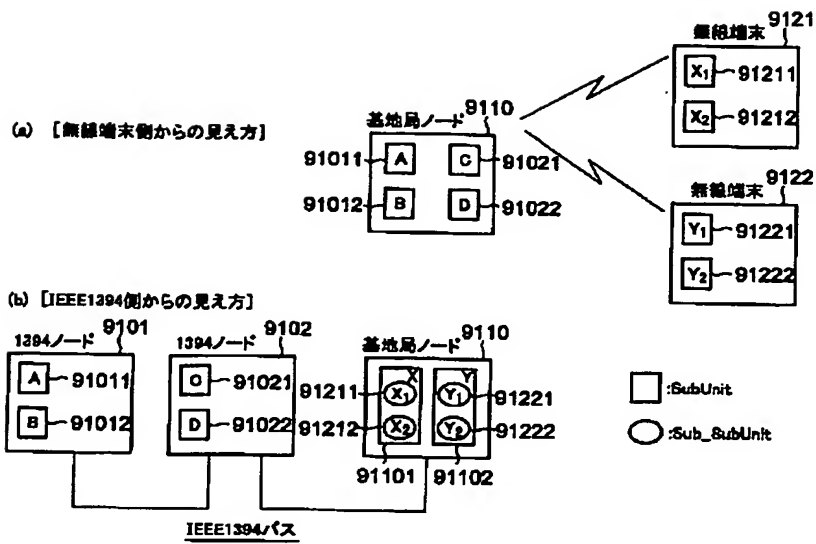 無線端末 9121
X1 91211
X2 91212
(a) [無線端末側からの見え方]
基地局ノード 9110
91011 A C 91021
91012 B D 91022
無線端末 9122
Y1 91221
Y2 91222
(b) [IEEE1394側からの見え方]
1394ノード 9101
A 91011
B 91012
1394ノード 9102
C 91021
D 91022
基地局ノード 9110
X Y
91211 X1 Y1 91221
91212 X2 Y2 91222
91101 91102
:SubUnit
:Sub_SubUnit
IEEE1394バス